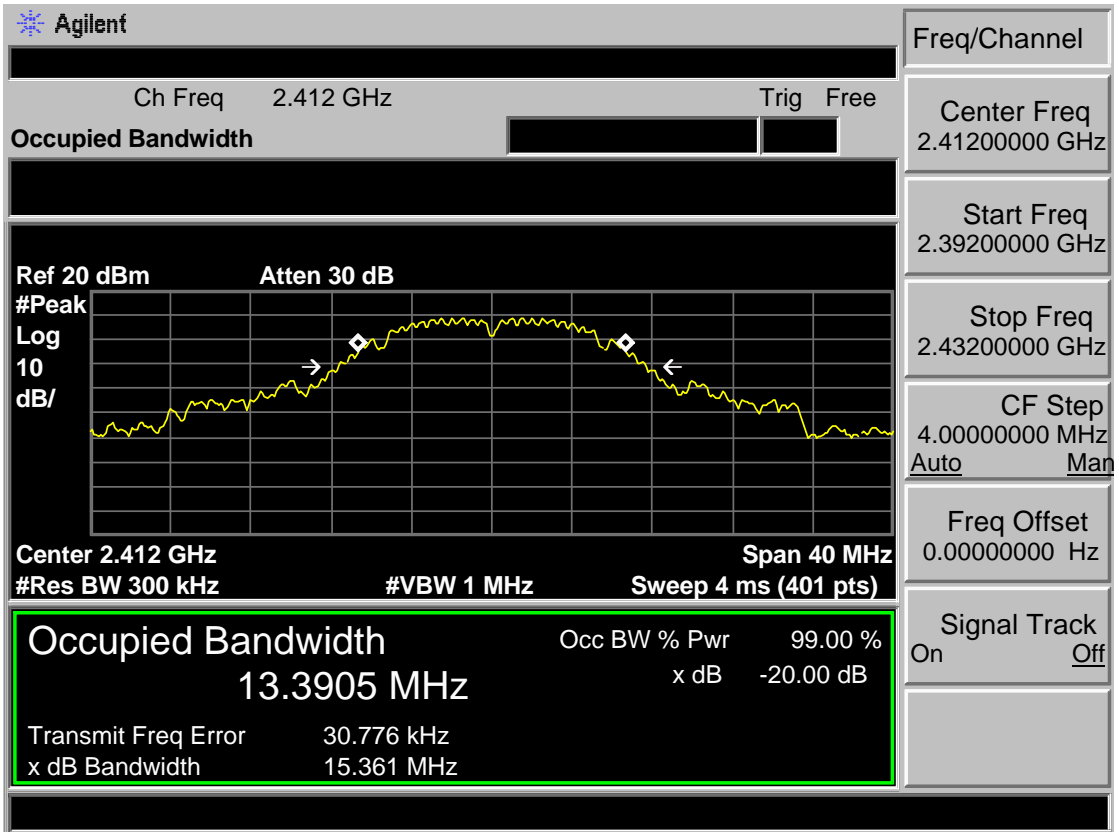 Agilent
Ch Freq 2.412 GHz Trig Free
Occupied Bandwidth
Ref 20 dBm Atten 30 dB
#Peak
Log
10
dB/
Center 2.412 GHz Span 40 MHz
#Res BW 300 kHz #VBW 1 MHz Sweep 4 ms (401 pts)
Occupied Bandwidth
13.3905 MHz
Occ BW % Pwr 99.00 %
x dB -20.00 dB
Transmit Freq Error 30.776 kHz
x dB Bandwidth 15.361 MHz
Freq/Channel
Center Freq
2.41200000 GHz
Start Freq
2.39200000 GHz
Stop Freq
2.43200000 GHz
CF Step
4.00000000 MHz
Auto Man
Freq Offset
0.00000000 Hz
Signal Track
On Off